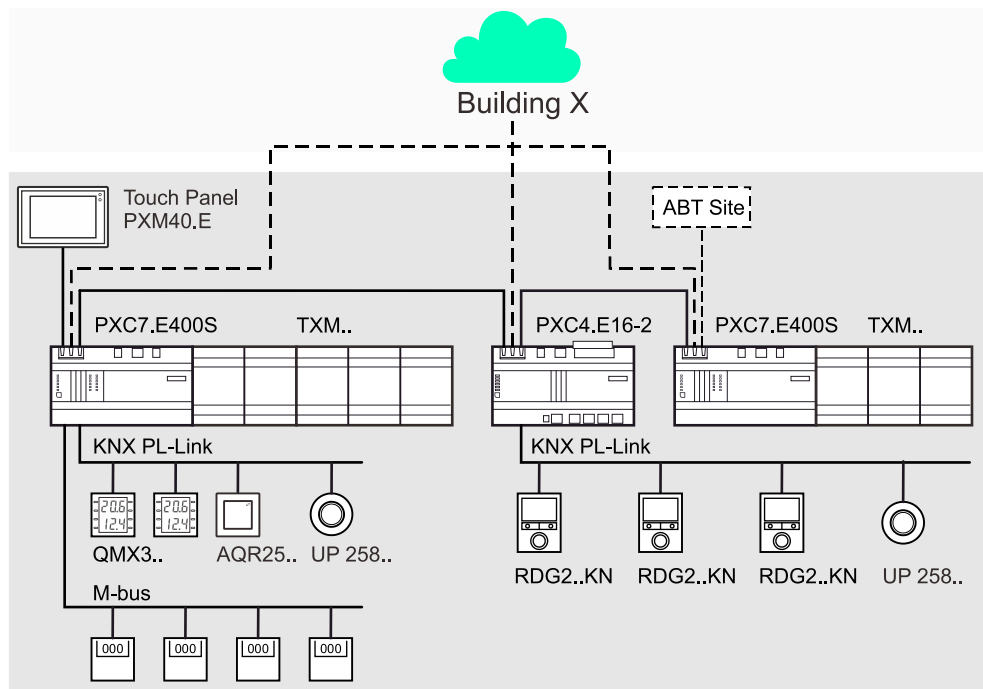 Building X
Touch Panel
PXM40.E
ABT Site
PXC7.E400S
TXM..
PXC4.E16-2
PXC7.E400S
TXM..
KNX PL-Link
KNX PL-Link
20.6
12.4
20.6
12.4
QMX3..
AQR25..
UP 258..
RDG2..KN
RDG2..KN
RDG2..KN
UP 258..
M-bus
000
000
000
000